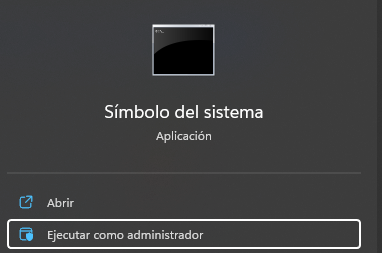 Símbolo del sistema
Aplicación
Abrir
Ejecutar como administrador